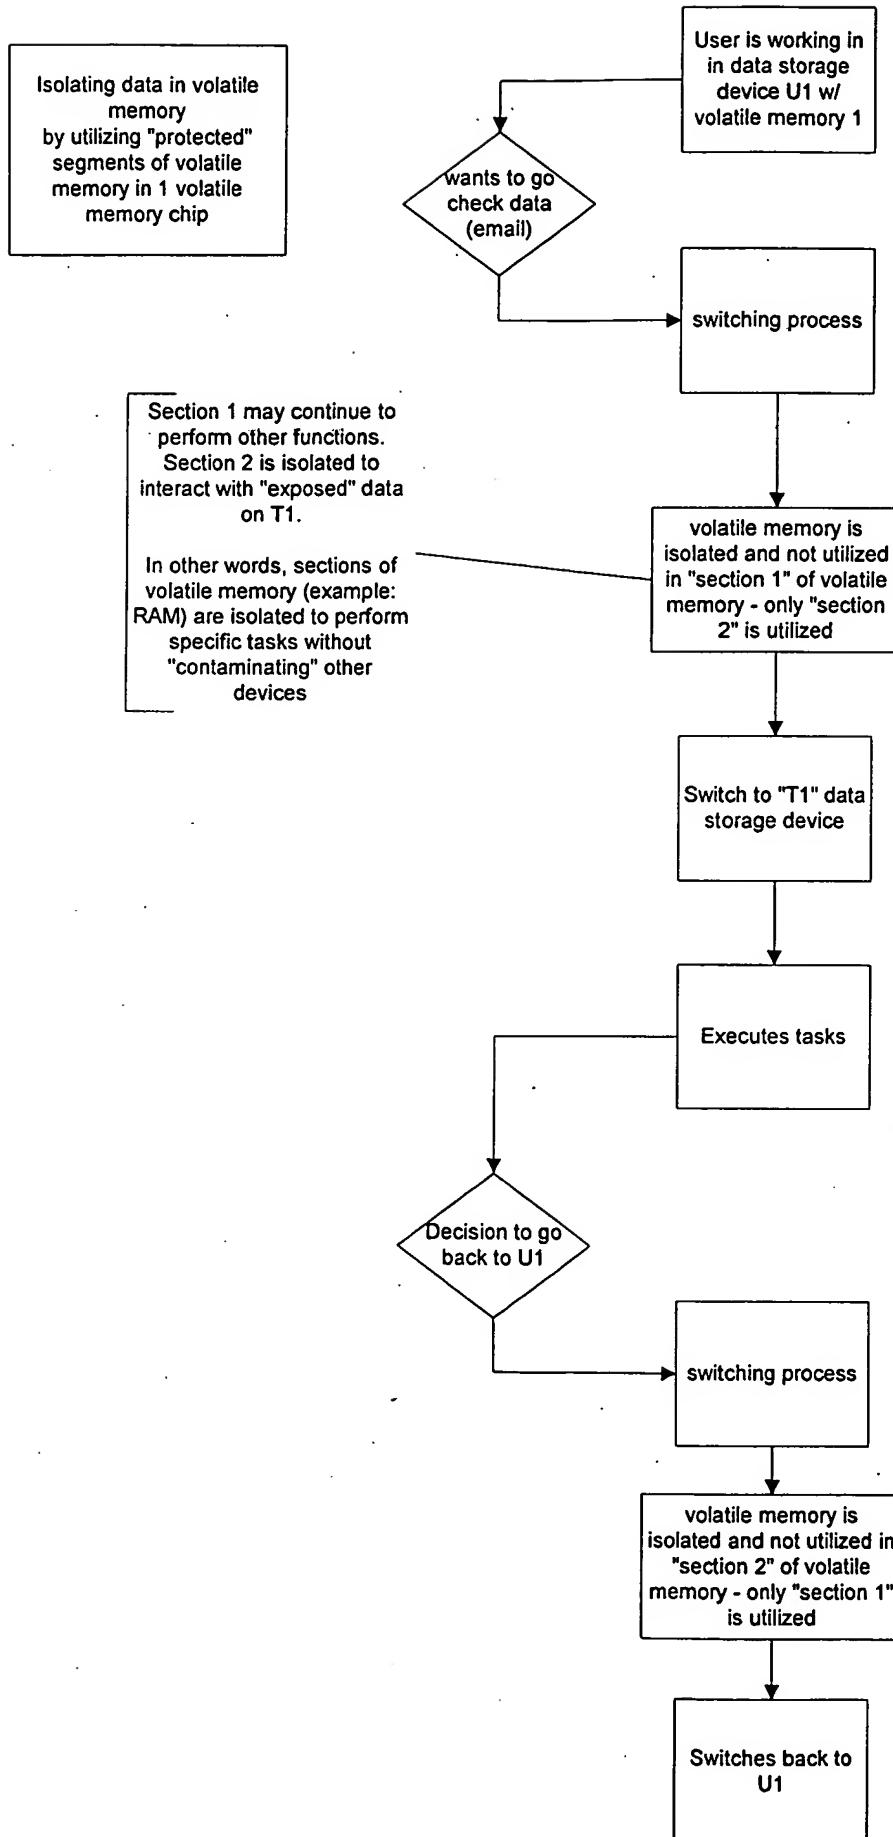 Isolating data in volatile
memory
by utilizing "protected"
segments of volatile
memory in 1 volatile
memory chip
User is working in
in data storage
device U1 w/
volatile memory 1
wants to go
check data
(email)
switching process
Section 1 may continue to
perform other functions.
Section 2 is isolated to
interact with "exposed" data
on T1.
In other words, sections of
volatile memory (example:
RAM) are isolated to perform
specific tasks without
"contaminating" other
devices
volatile memory is
isolated and not utilized
in "section 1" of volatile
memory - only "section
2" is utilized
Switch to "T1" data
storage device
Executes tasks
Decision to go
back to U1
switching process
volatile memory is
isolated and not utilized in
"section 2" of volatile
memory - only "section 1"
is utilized
Switches back to
U1